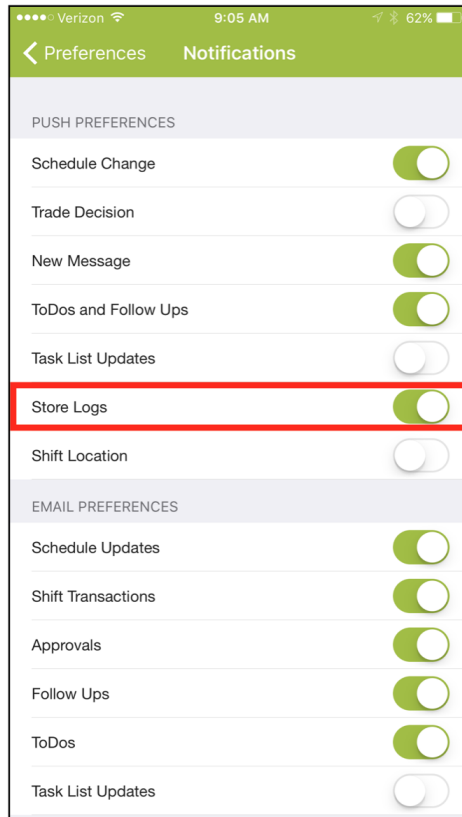 Verizon 9:05 AM 62%
Preferences Notifications
PUSH PREFERENCES
Schedule Change
Trade Decision
New Message
ToDos and Follow Ups
Task List Updates
Store Logs
Shift Location
EMAIL PREFERENCES
Schedule Updates
Shift Transactions
Approvals
Follow Ups
ToDos
Task List Updates